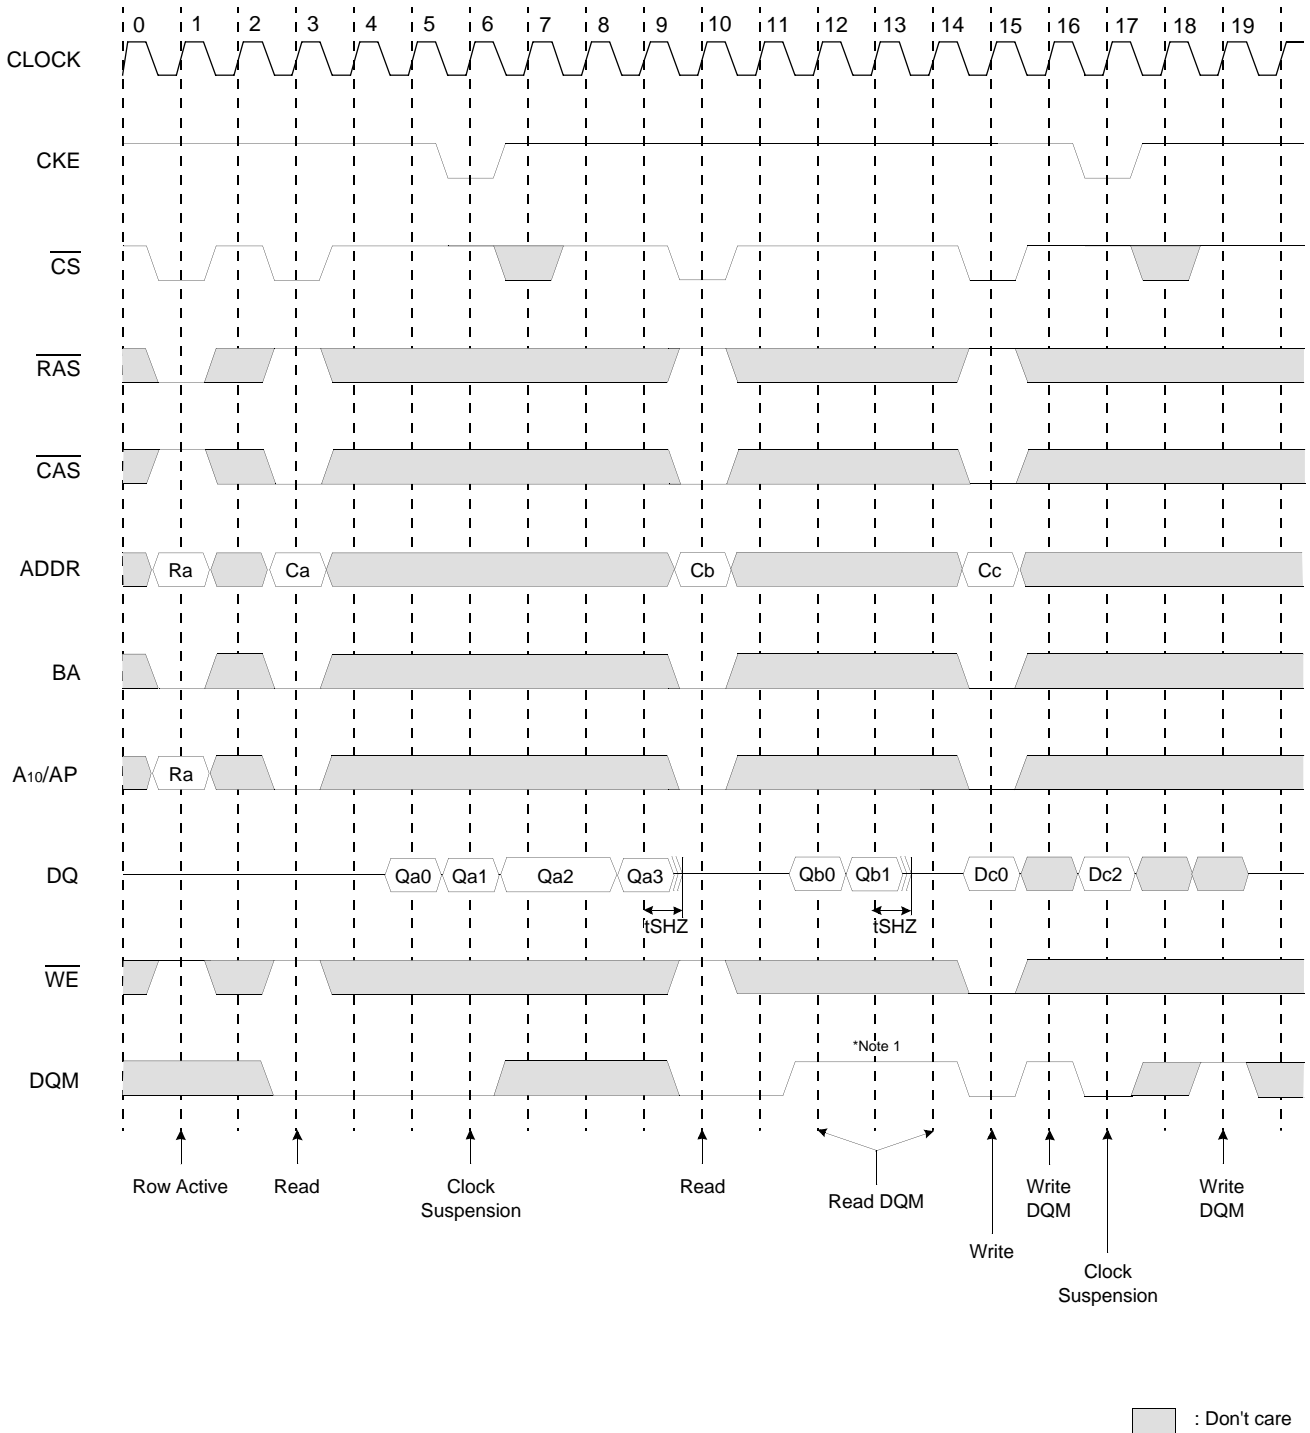 0 1 2 3 4 5 6 7 8 9 10 11 12 13 14 15 16 17 18 19
CLOCK
CKE
CS
RAS
CAS
ADDR Ra Ca Cb Cc
BA
A10/AP Ra
DQ Qa0 Qa1 Qa2 Qa3 Qb0 Qb1 Dc0 Dc2
tSHZ tSHZ
WE
*Note 1
DQM
Row Active Read Clock Suspension Read Read DQM Write DQM Write DQM
Write
Clock
Suspension
: Don't care